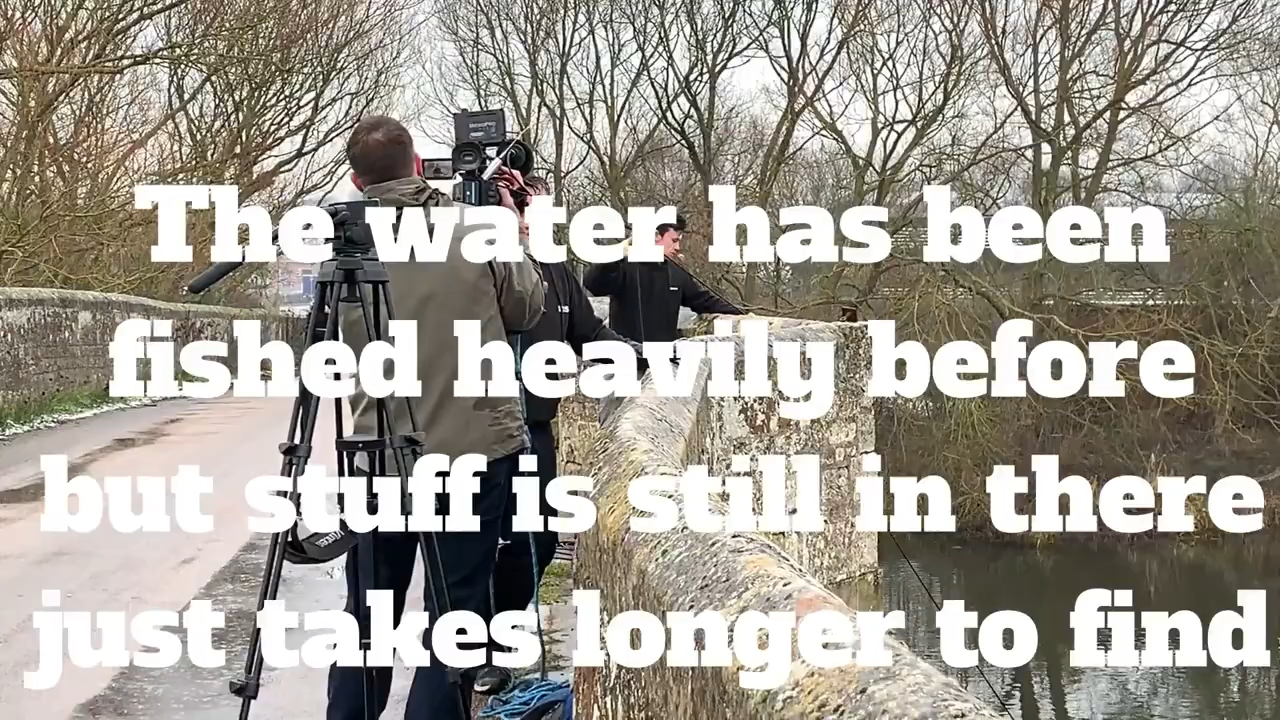 The water has been
fished heavily before
but stuff is still in there
just takes longer to find